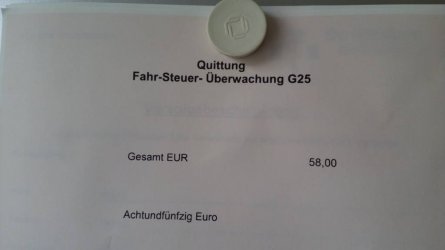 Quittung
Fahr-Steuer- Überwachung G25
Gesamt EUR 58,00
Achtundfünfzig Euro